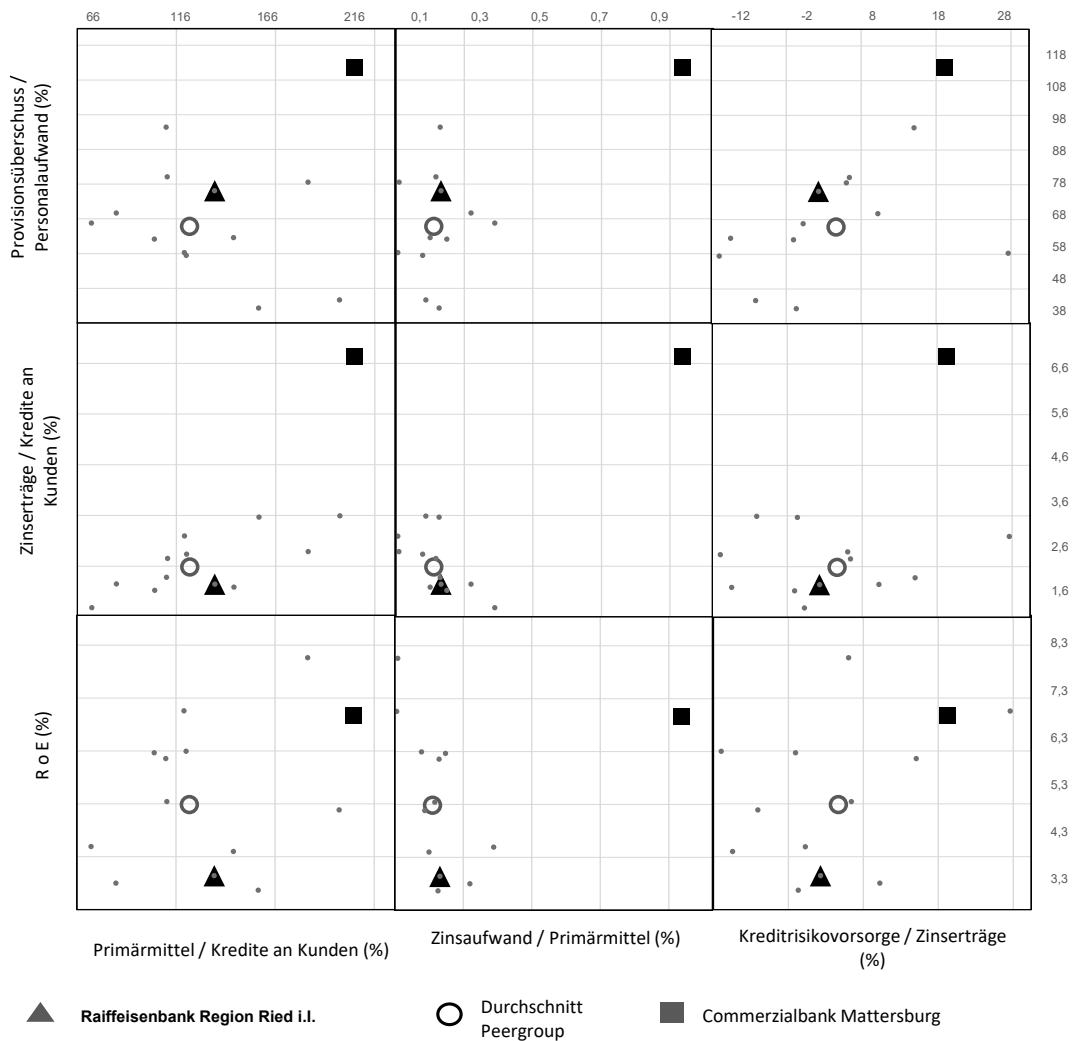 66 116 166 216 0,1 0,3 0,5 0,7 0,9 -12 -2 8 18 28
Provisionsüberschuss /
Personalaufwand (%)
118
108
98
88
78
68
58
48
38
Zinserträge / Kredite an
Kunden (%)
6,6
5,6
4,6
3,6
2,6
1,6
R o E (%)
8,3
7,3
6,3
5,3
4,3
3,3
Primärmittel / Kredite an Kunden (%)
Zinsaufwand / Primärmittel (%)
Kreditrisikovorsorge / Zinserträge
(%)
Raiffeisenbank Region Ried i.I.
Durchschnitt
Peergroup
Commerzialbank Mattersburg